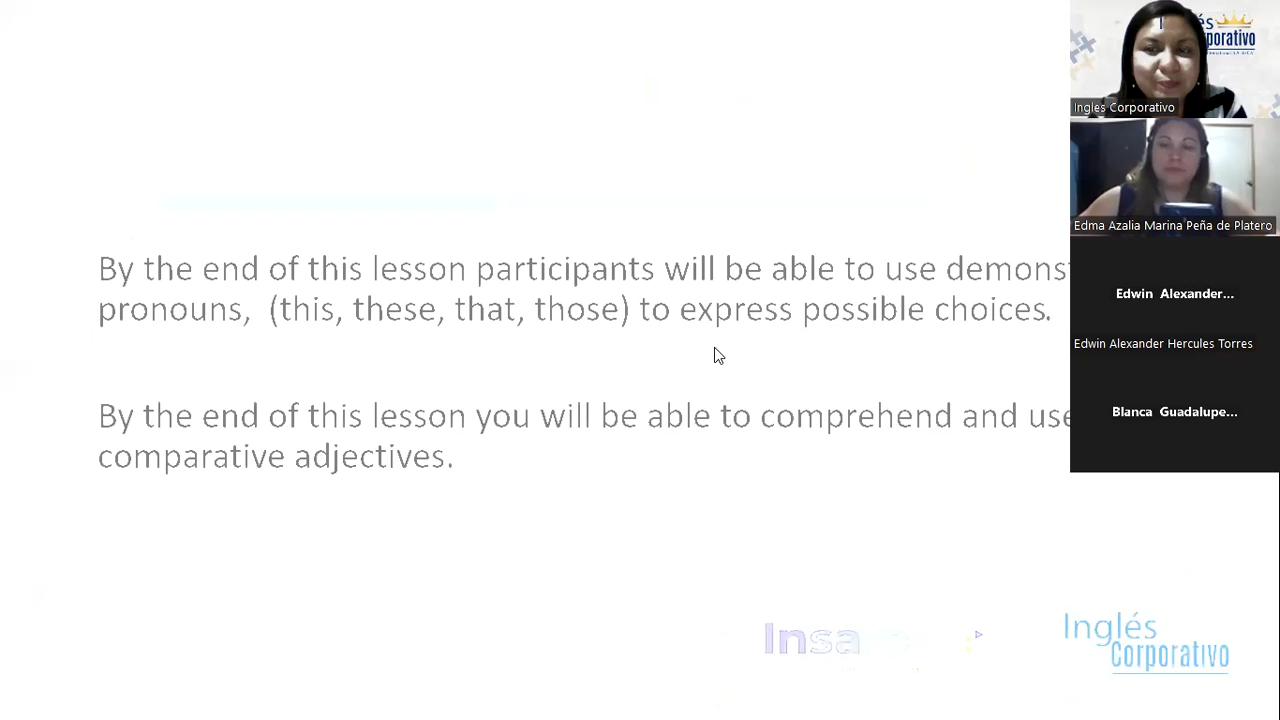 By the end of this lesson participants will be able to use demonst
pronouns,  (this, these, that, those) to express possible choices.
By the end of this lesson you will be able to comprehend and use
comparative adjectives.
Insa
Inglés
Corporativo
Ingles Corporativo
Edma Azalia Marina Peña de Platero
Edwin Alexander...
Edwin Alexander Hercules Torres
Blanca Guadalupe...